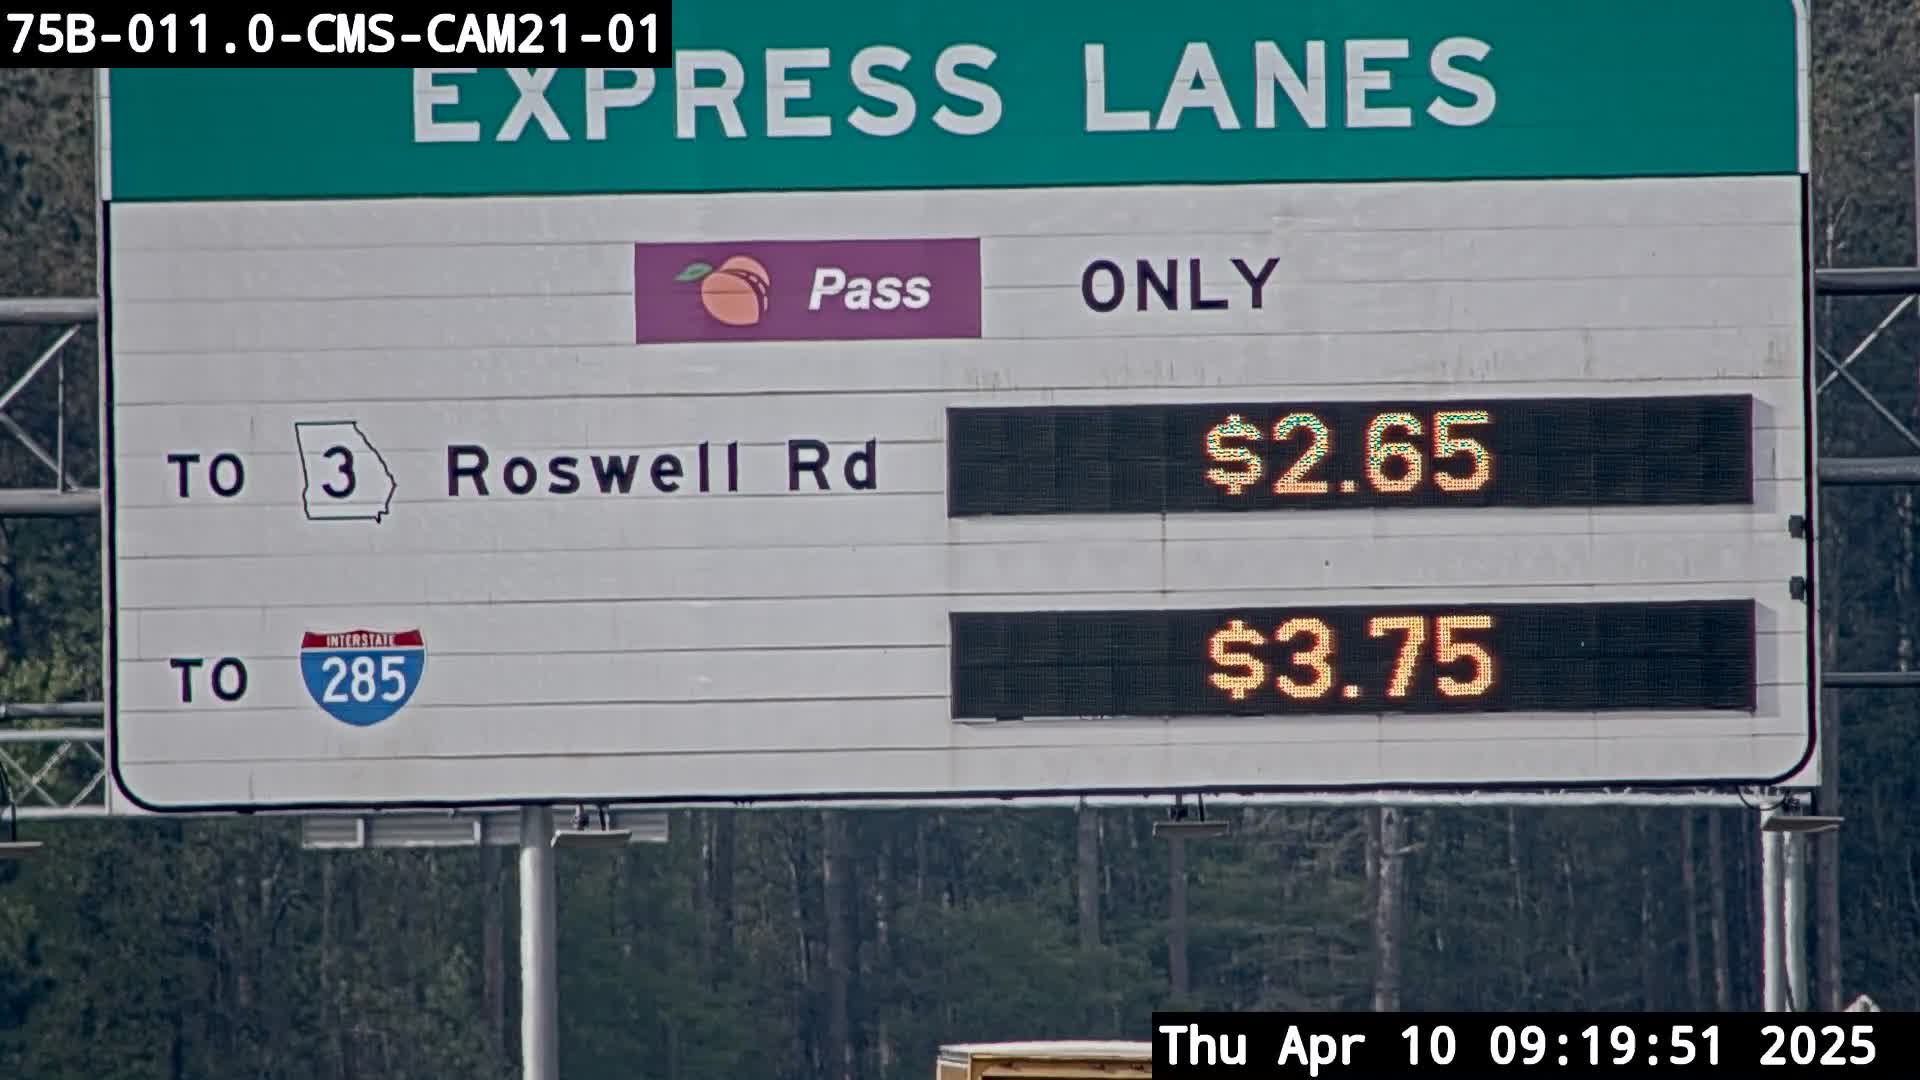 75B-011.0-CMS-CAM21-01
EXPRESS LANES
Pass ONLY
TO 3 Roswell Rd $2.65
INTERSTATE
TO 285 $3.75
Thu Apr 10 09:19:51 2025